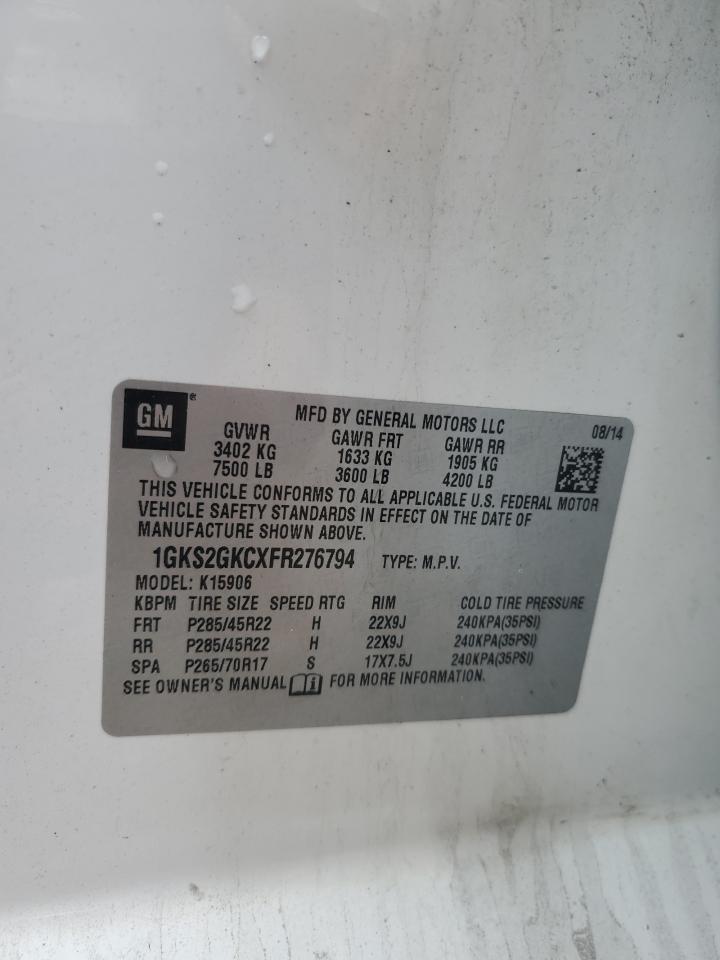 GM ® MFD BY GENERAL MOTORS LLC 08/14
GVWR GAWR FRT GAWR RR
3402 KG 1633 KG 1905 KG
7500 LB 3600 LB 4200 LB
THIS VEHICLE CONFORMS TO ALL APPLICABLE U.S. FEDERAL MOTOR
VEHICLE SAFETY STANDARDS IN EFFECT ON THE DATE OF
MANUFACTURE SHOWN ABOVE.
1GKS2GKCXFR276794 TYPE: M.P.V.
MODEL: K15906
KBPM TIRE SIZE SPEED RTG RIM COLD TIRE PRESSURE
FRT P285/45R22 H 22X9J 240KPA(35PSI)
RR P285/45R22 H 22X9J 240KPA(35PSI)
SPA P265/70R17 S 17X7.5J 240KPA(35PSI)
SEE OWNER'S MANUAL i FOR MORE INFORMATION.